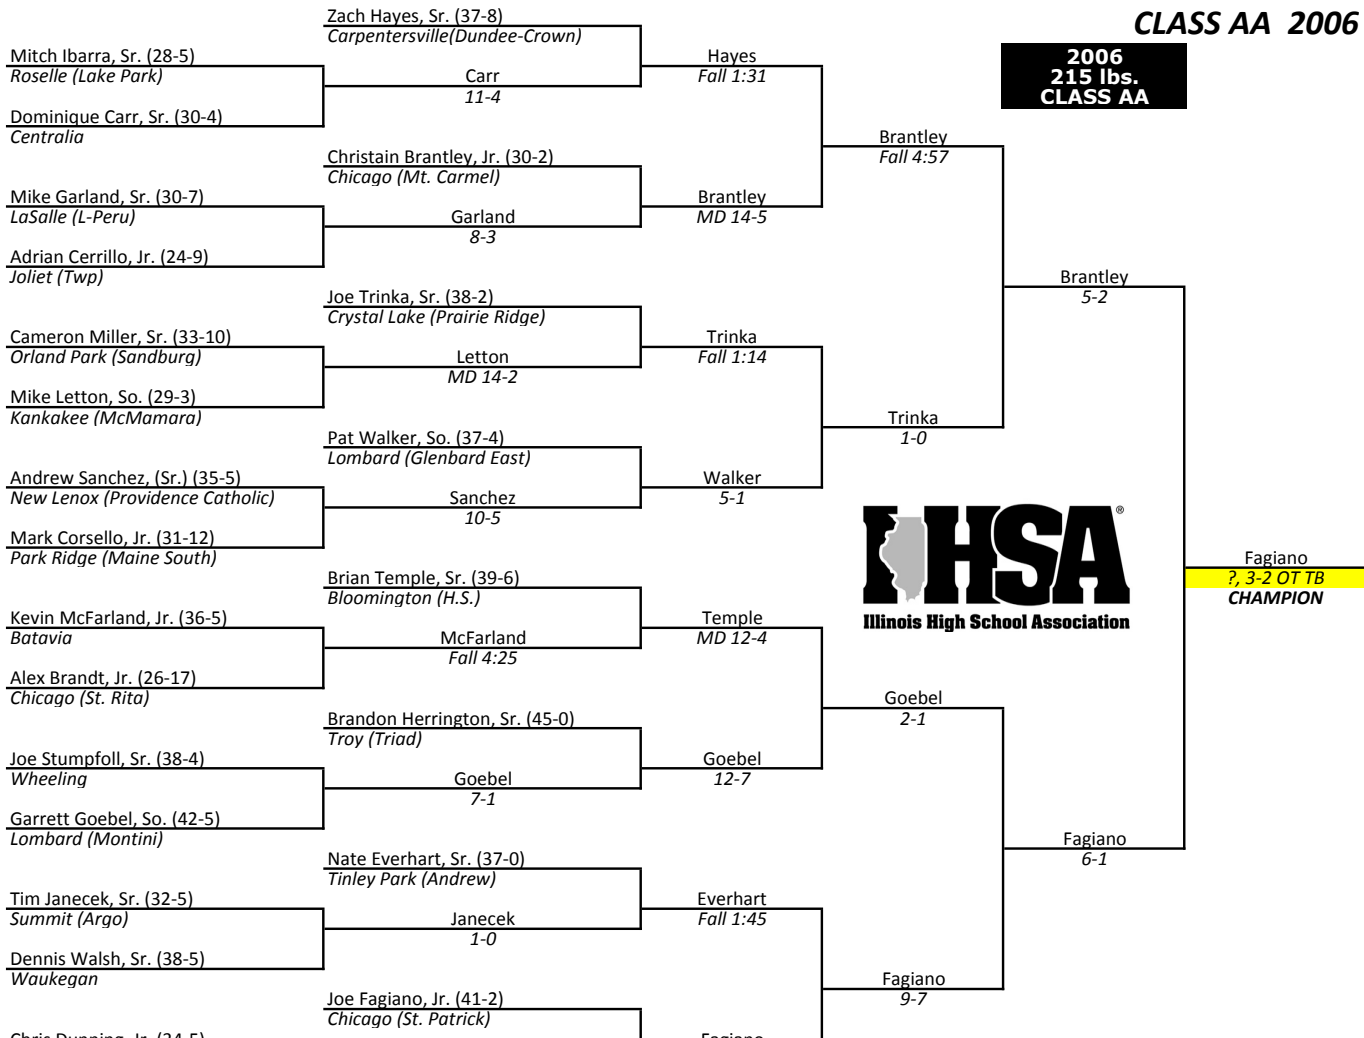 CLASS AA  2006
2006
215 lbs.
CLASS AA
Zach Hayes, Sr. (37-8)
Carpentersville(Dundee-Crown)
Mitch Ibarra, Sr. (28-5)
Roselle (Lake Park)
Hayes
Fall 1:31
Carr
11-4
Dominique Carr, Sr. (30-4)
Centralia
Brantley
Fall 4:57
Christain Brantley, Jr. (30-2)
Chicago (Mt. Carmel)
Mike Garland, Sr. (30-7)
LaSalle (L-Peru)
Brantley
MD 14-5
Garland
8-3
Adrian Cerrillo, Jr. (24-9)
Joliet (Twp)
Brantley
5-2
Joe Trinka, Sr. (38-2)
Crystal Lake (Prairie Ridge)
Cameron Miller, Sr. (33-10)
Orland Park (Sandburg)
Trinka
Fall 1:14
Letton
MD 14-2
Mike Letton, So. (29-3)
Kankakee (McMamara)
Trinka
1-0
Pat Walker, So. (37-4)
Lombard (Glenbard East)
Andrew Sanchez, (Sr.) (35-5)
New Lenox (Providence Catholic)
Walker
5-1
Sanchez
10-5
Mark Corsello, Jr. (31-12)
Park Ridge (Maine South)
IHSA®
Illinois High School Association
Fagiano
?, 3-2 OT TB
CHAMPION
Brian Temple, Sr. (39-6)
Bloomington (H.S.)
Kevin McFarland, Jr. (36-5)
Batavia
Temple
MD 12-4
McFarland
Fall 4:25
Alex Brandt, Jr. (26-17)
Chicago (St. Rita)
Goebel
2-1
Brandon Herrington, Sr. (45-0)
Troy (Triad)
Joe Stumpfoll, Sr. (38-4)
Wheeling
Goebel
12-7
Goebel
7-1
Garrett Goebel, So. (42-5)
Lombard (Montini)
Fagiano
6-1
Nate Everhart, Sr. (37-0)
Tinley Park (Andrew)
Tim Janecek, Sr. (32-5)
Summit (Argo)
Everhart
Fall 1:45
Janecek
1-0
Dennis Walsh, Sr. (38-5)
Waukegan
Fagiano
9-7
Joe Fagiano, Jr. (41-2)
Chicago (St. Patrick)
Fagiano